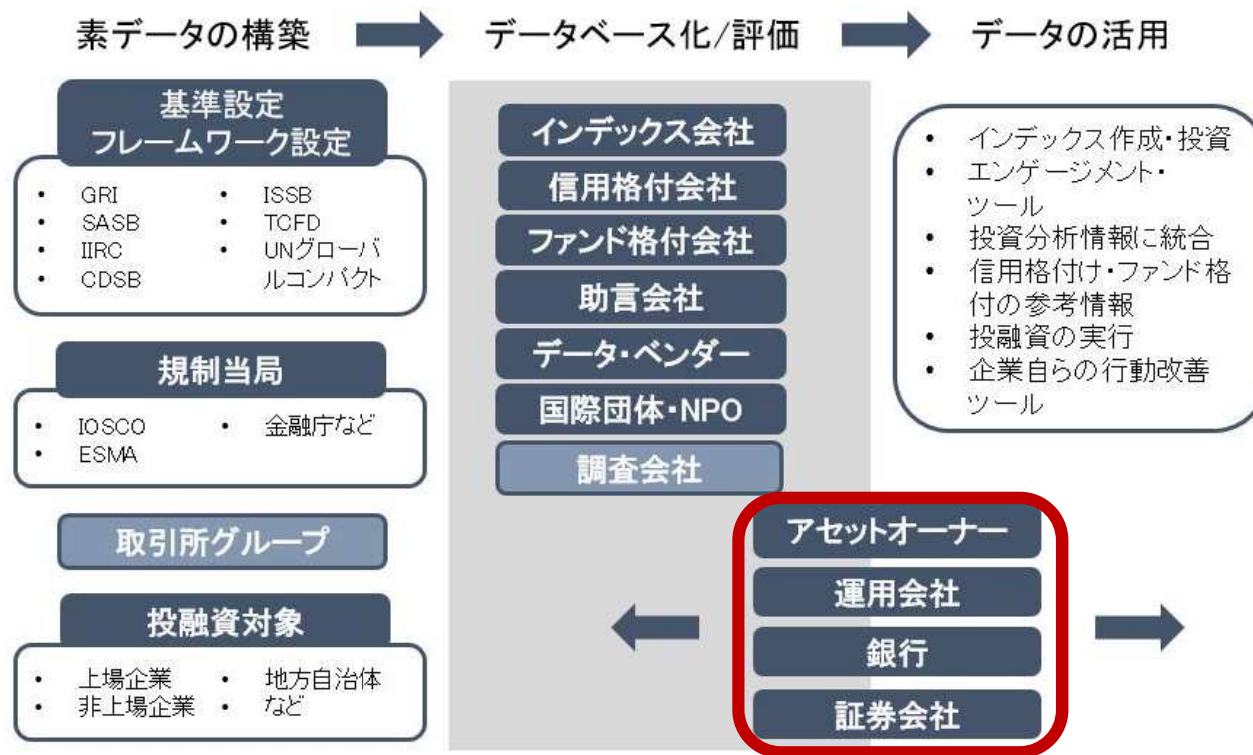 素データの構築
データベース化/評価
データの活用
基準設定
フレームワーク設定
• GRI
• SASB
• IIRC
• CDSB
• ISSB
• TCFD
• UNグローバ
ルコンパクト
規制当局
• IOSCO
• ESMA
• 金融庁など
取引所グループ
投融資対象
• 上場企業
• 非上場企業
• 地方自治体
• など
インデックス会社
信用格付会社
ファンド格付会社
助言会社
データ・ベンダー
国際団体・NPO
調査会社
アセットオーナー
運用会社
銀行
証券会社
• インデックス作成・投資
• エンゲージメント・
ツール
• 投資分析情報に統合
• 信用格付け・ファンド格
付の参考情報
• 投融資の実行
• 企業自らの行動改善
ツール